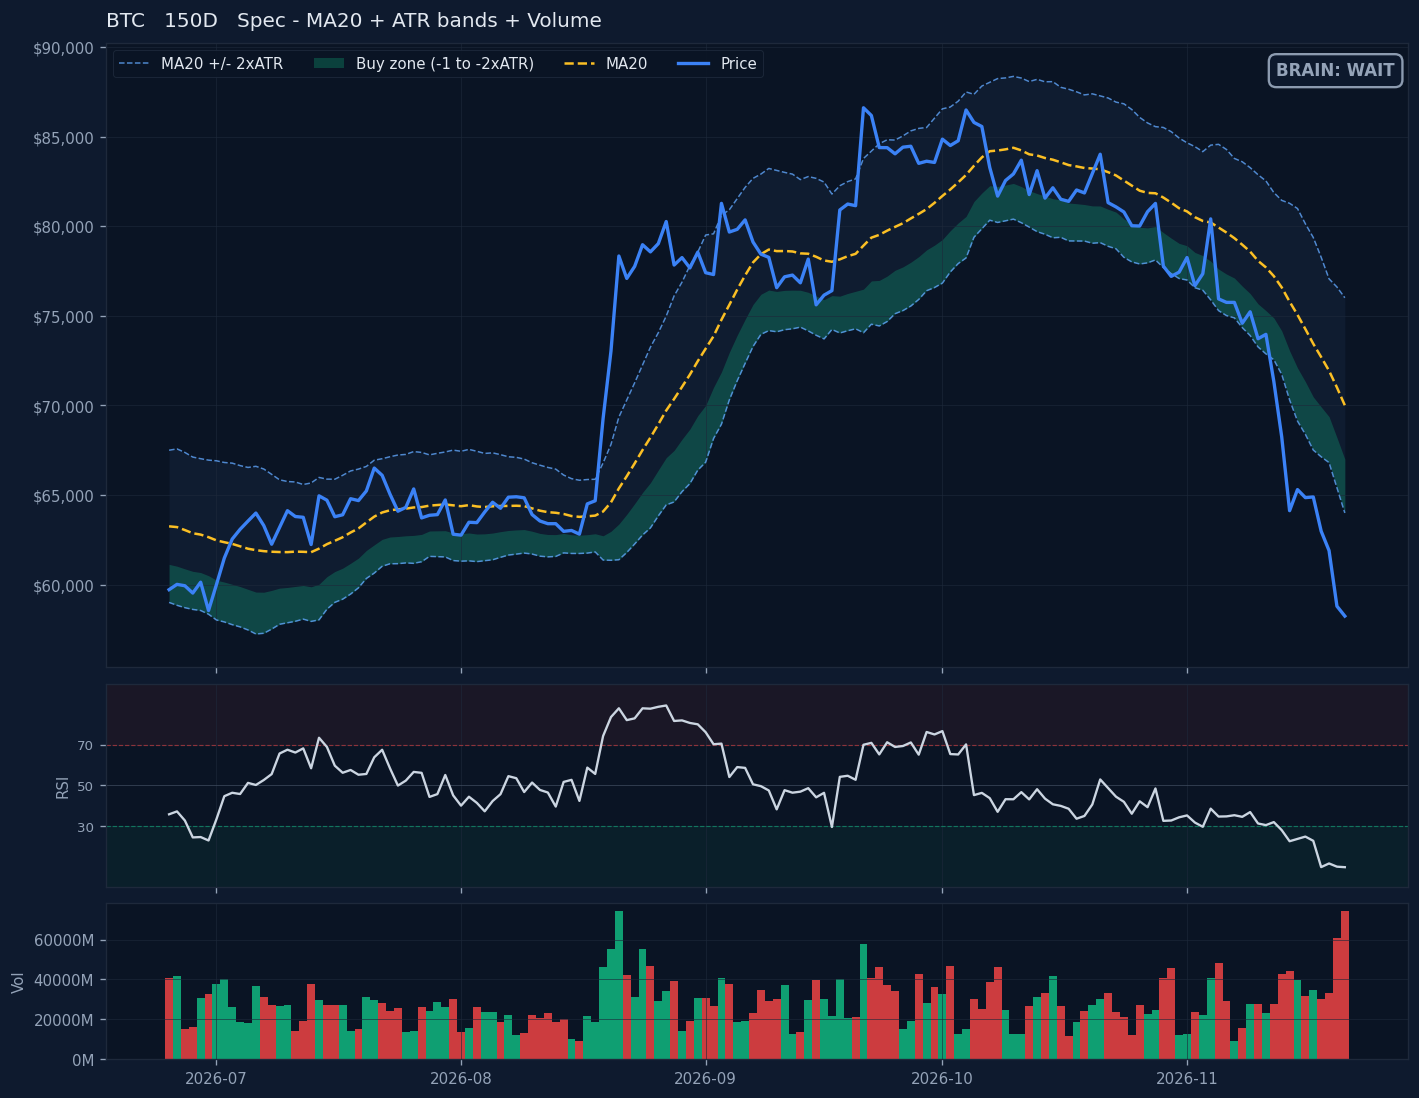 BTC   150D   Spec - MA20 + ATR bands + Volume
$90,000
MA20 +/- 2xATR
Buy zone (-1 to -2xATR)
MA20
Price
BRAIN: WAIT
$85,000
$80,000
$75,000
$70,000
$65,000
$60,000
RSI
70
50
30
Vol
60000M
40000M
20000M
0M
2026-07
2026-08
2026-09
2026-10
2026-11